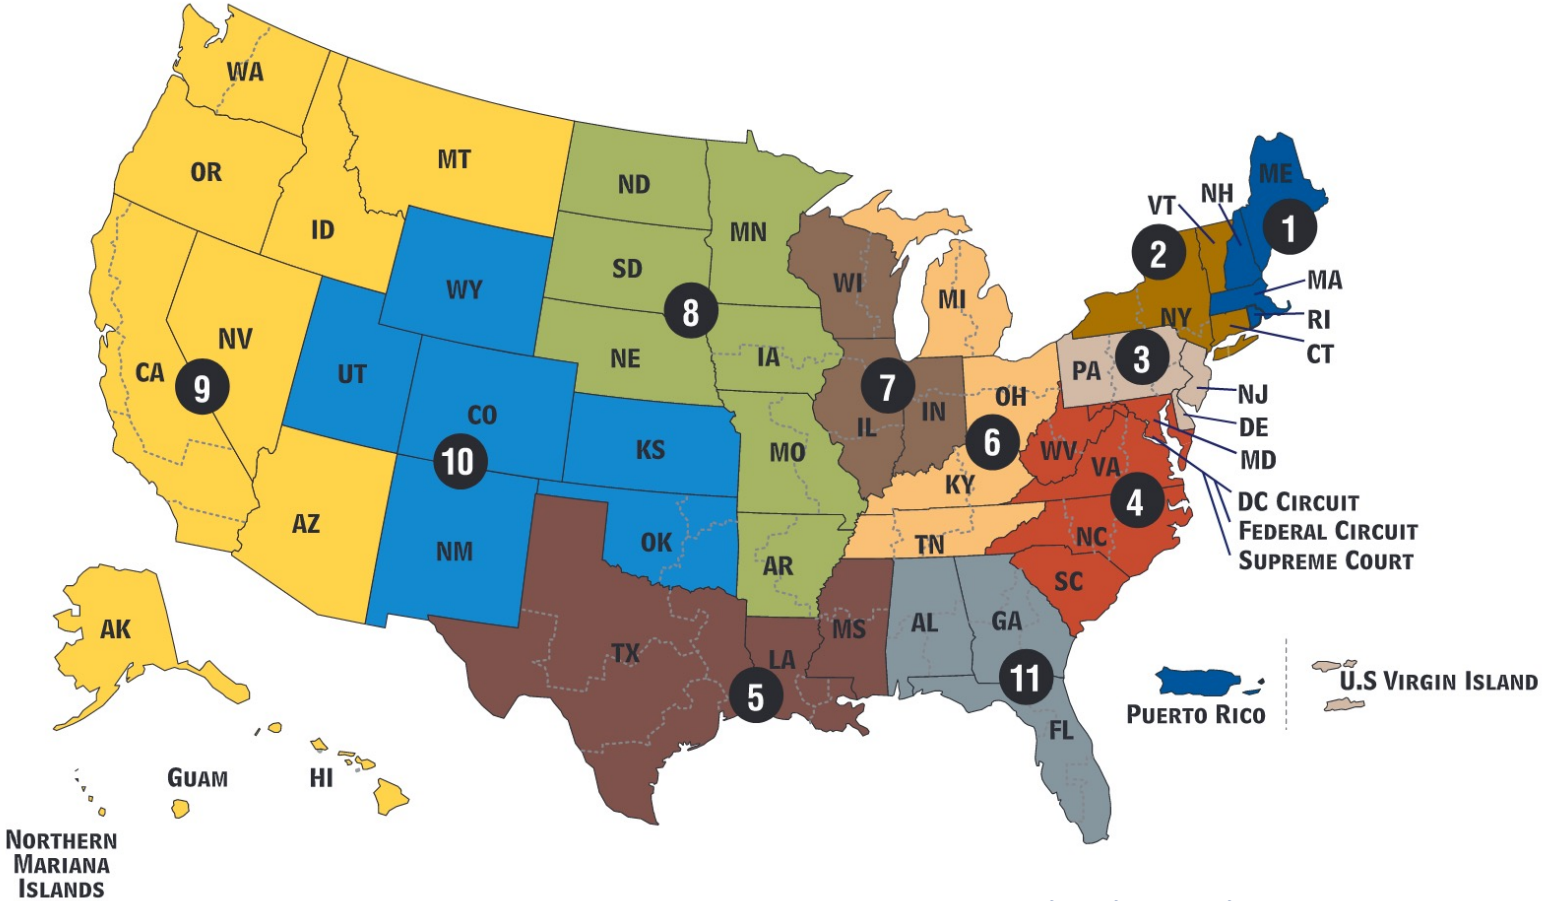 WA
MT
OR
ND
ID
MN
SD
WY
WI
MI
8
NV
NE
IA
CA
9
UT
CO
10
KS
MO
7
IL
IN
OH
6
KY
AZ
NM
OK
AR
TN
TX
LA
5
MS
AL
GA
11
FL
SC
NC
4
VA
WV
PA
3
NY
2
VT
NH
ME
1
MA
RI
CT
NJ
DE
MD
DC CIRCUIT
FEDERAL CIRCUIT
SUPREME COURT
PUERTO RICO
U.S VIRGIN ISLAND
AK
GUAM
HI
NORTHERN
MARIANA
ISLANDS